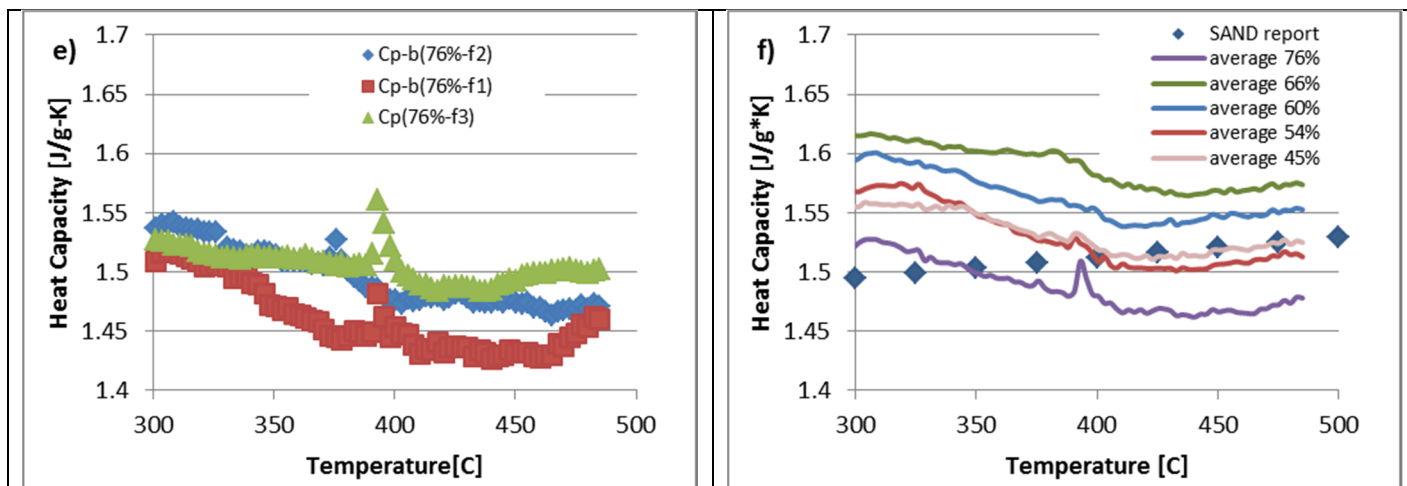 e)
Cp-b(76%-f2)
Cp-b(76%-f1)
Cp(76%-f3)
Heat Capacity [J/g-K]
1.7
1.65
1.6
1.55
1.5
1.45
1.4
300 350 400 450 500
Temperature[C]
f)
SAND report
average 76%
average 66%
average 60%
average 54%
average 45%
Heat Capacity [J/g*K]
1.7
1.65
1.6
1.55
1.5
1.45
1.4
300 350 400 450 500
Temperature [C]